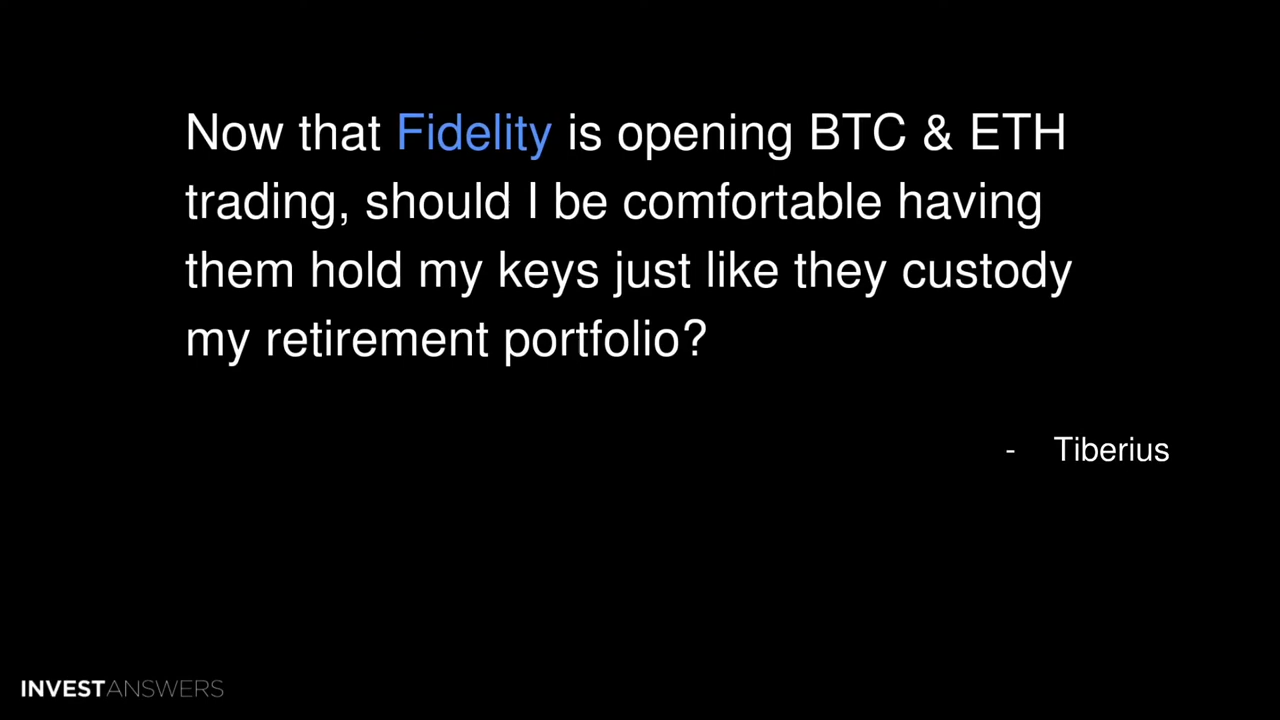 Now that Fidelity is opening BTC & ETH
trading, should I be comfortable having
them hold my keys just like they custody
my retirement portfolio?
- Tiberius
INVESTANSWERS